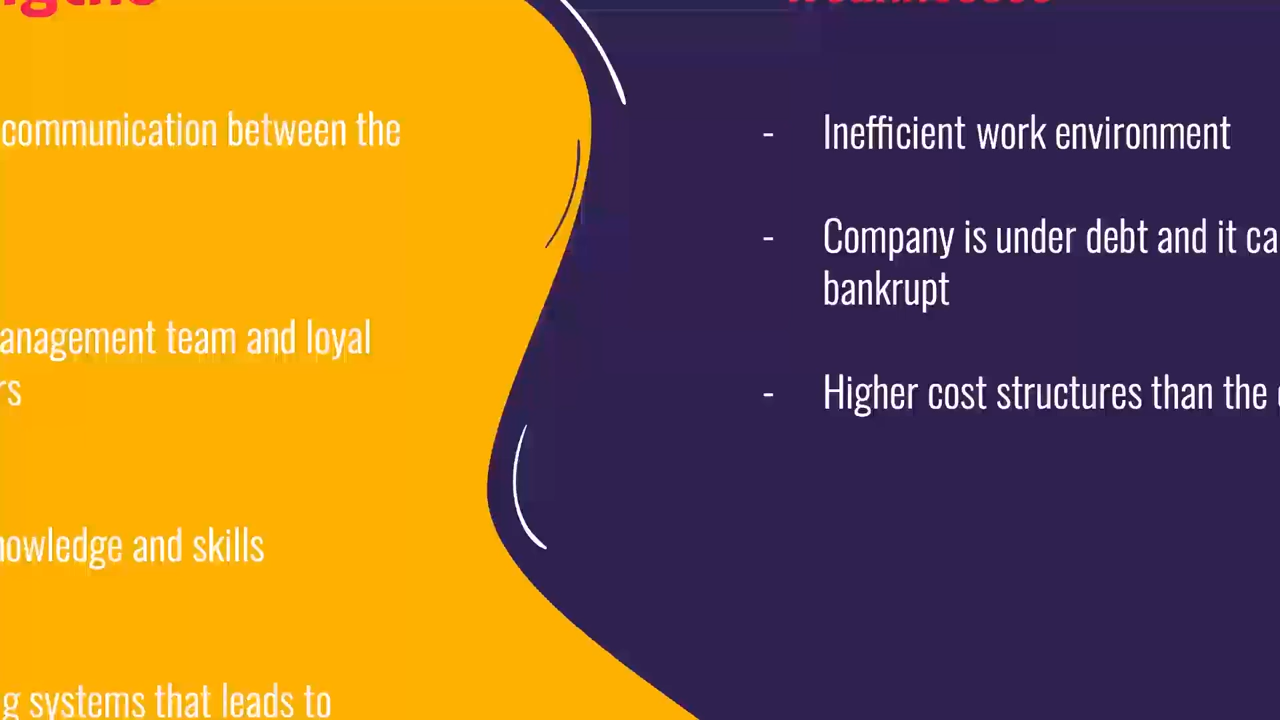 communication between the
anagement team and loyal
rs
nowledge and skills
g systems that leads to
- Inefficient work environment
- Company is under debt and it ca
bankrupt
- Higher cost structures than the